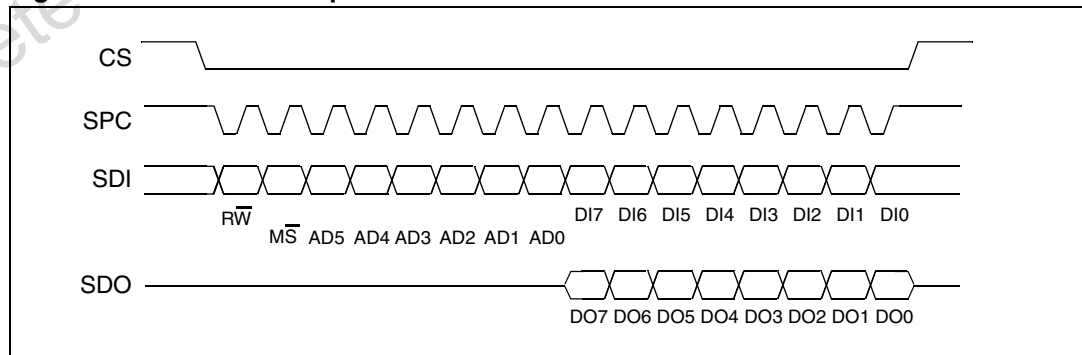 CS
SPC
SDI
RW̅
DI7 DI6 DI5 DI4 DI3 DI2 DI1 DI0
MS̅ AD5 AD4 AD3 AD2 AD1 AD0
SDO
DO7 DO6 DO5 DO4 DO3 DO2 DO1 DO0